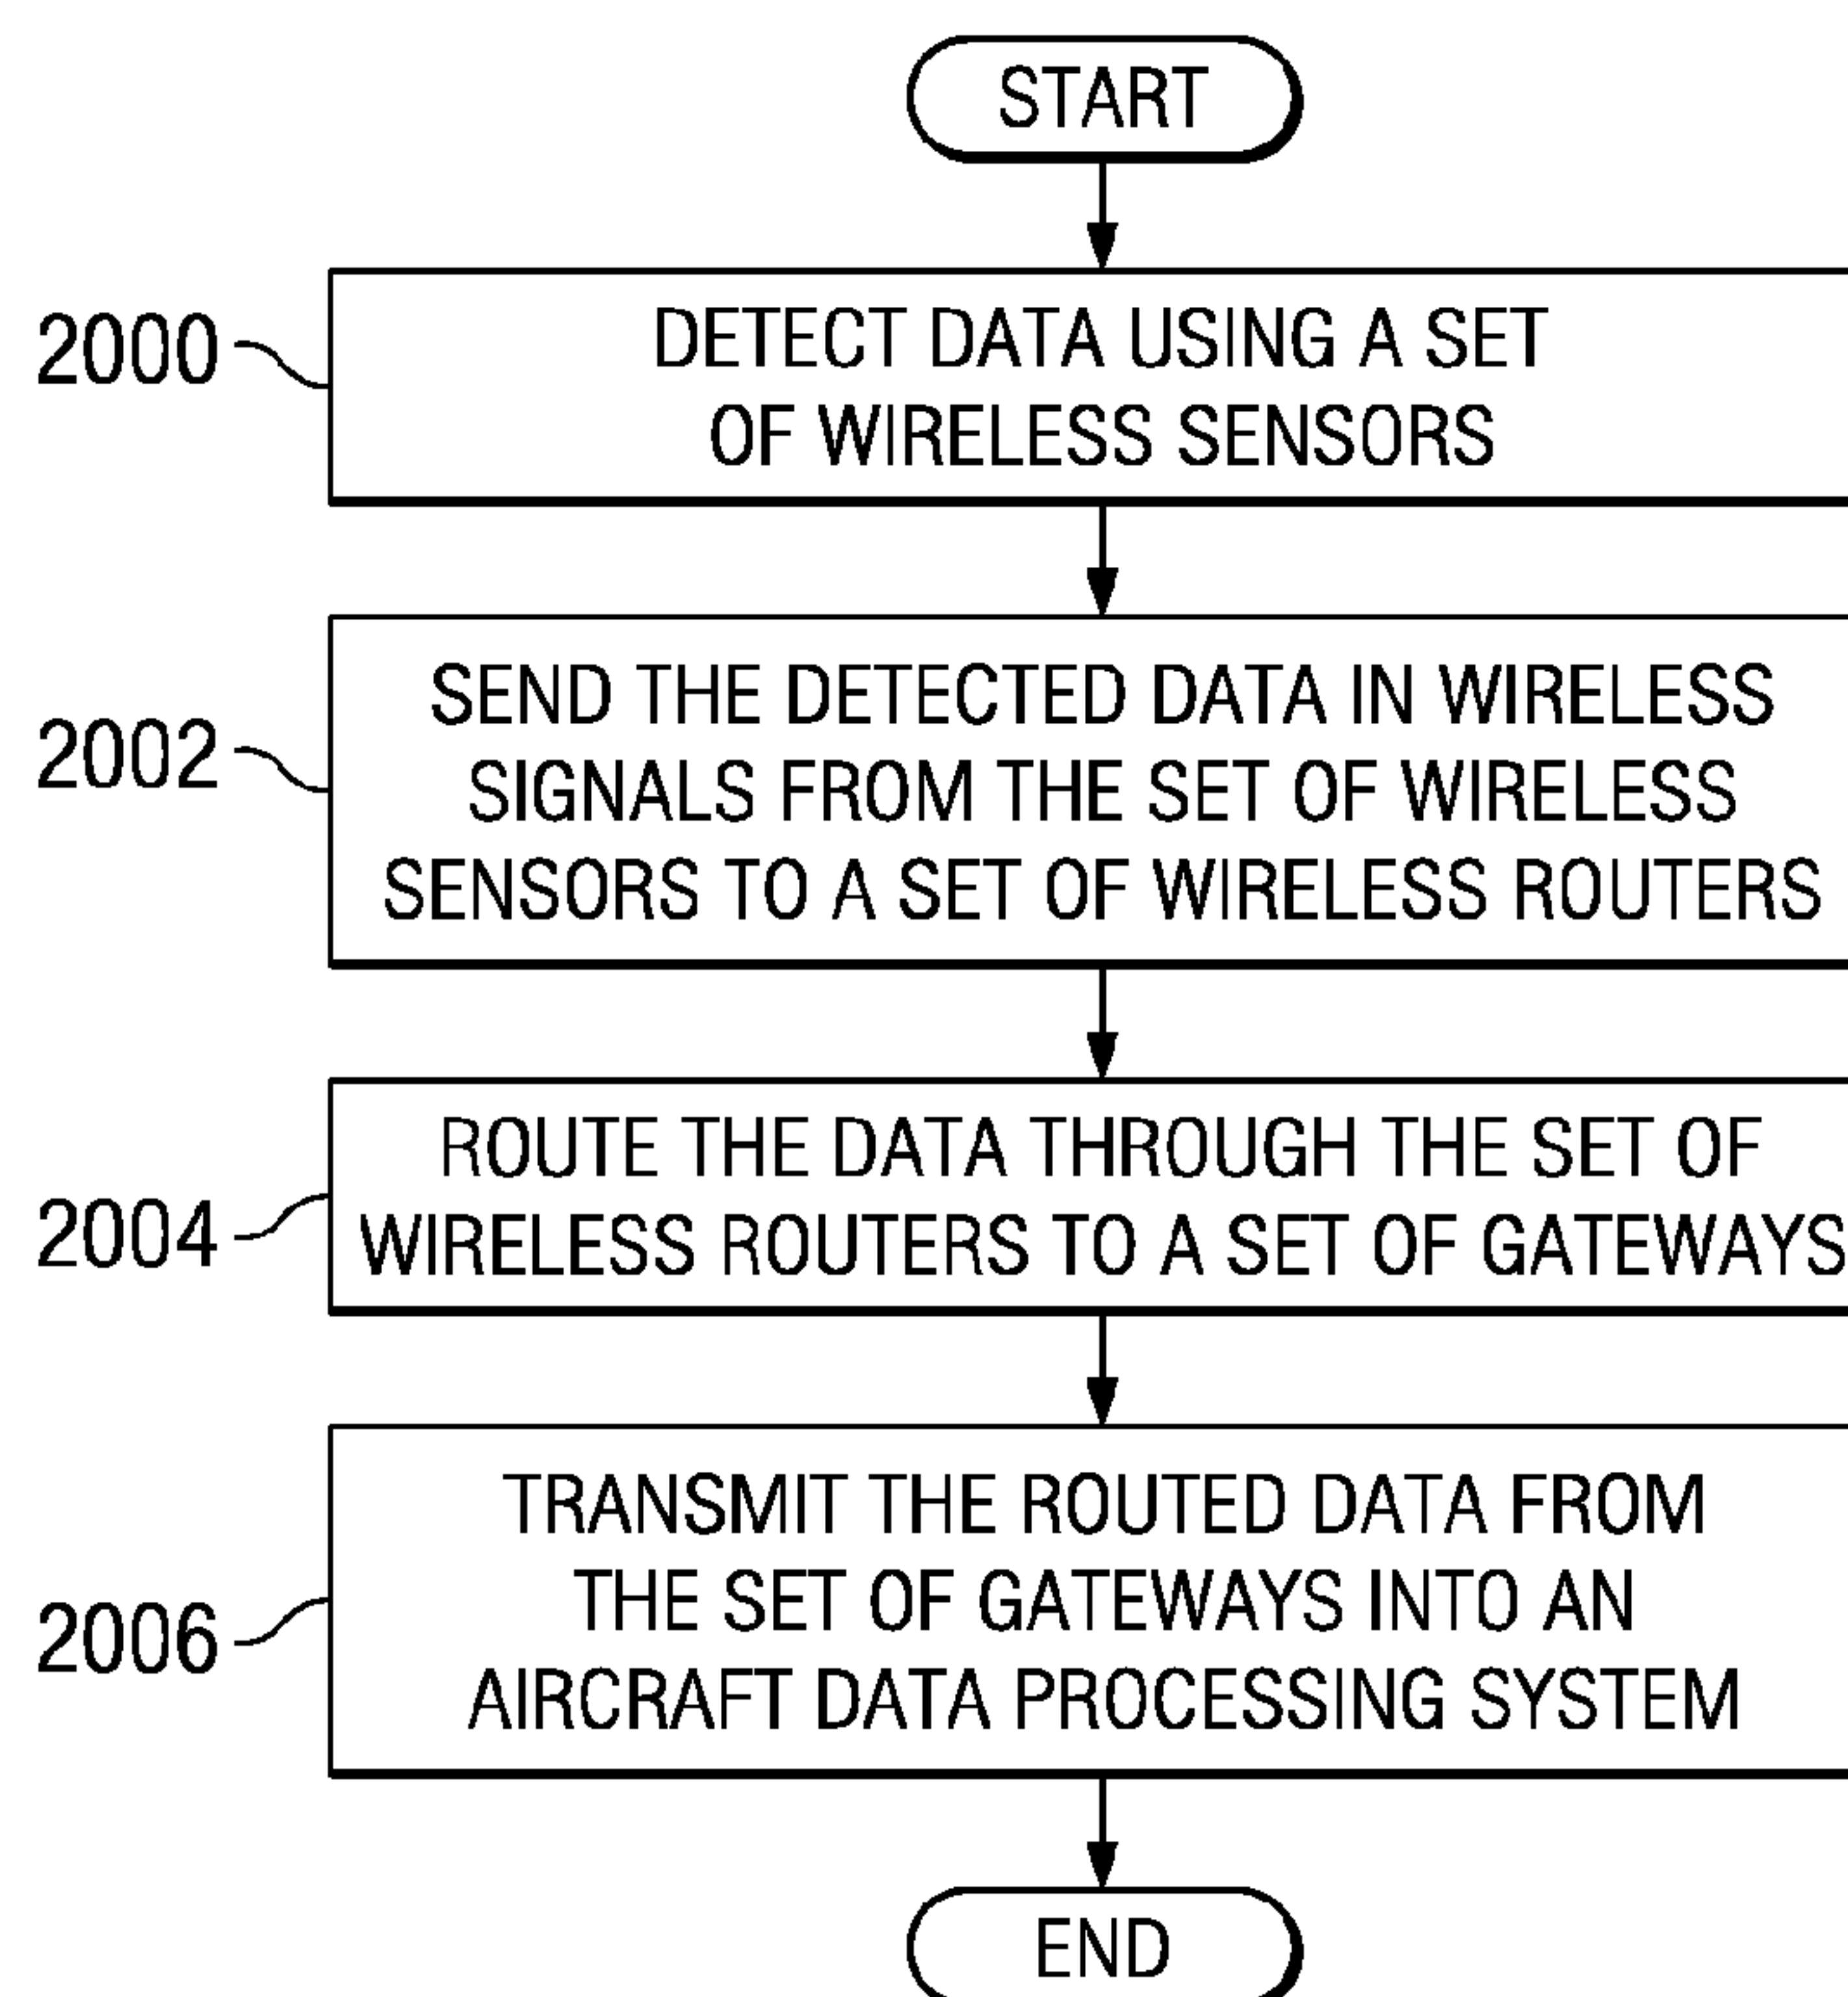 START
2000
DETECT DATA USING A SET
OF WIRELESS SENSORS
2002
SEND THE DETECTED DATA IN WIRELESS
SIGNALS FROM THE SET OF WIRELESS
SENSORS TO A SET OF WIRELESS ROUTERS
2004
ROUTE THE DATA THROUGH THE SET OF
WIRELESS ROUTERS TO A SET OF GATEWAYS
2006
TRANSMIT THE ROUTED DATA FROM
THE SET OF GATEWAYS INTO AN
AIRCRAFT DATA PROCESSING SYSTEM
END